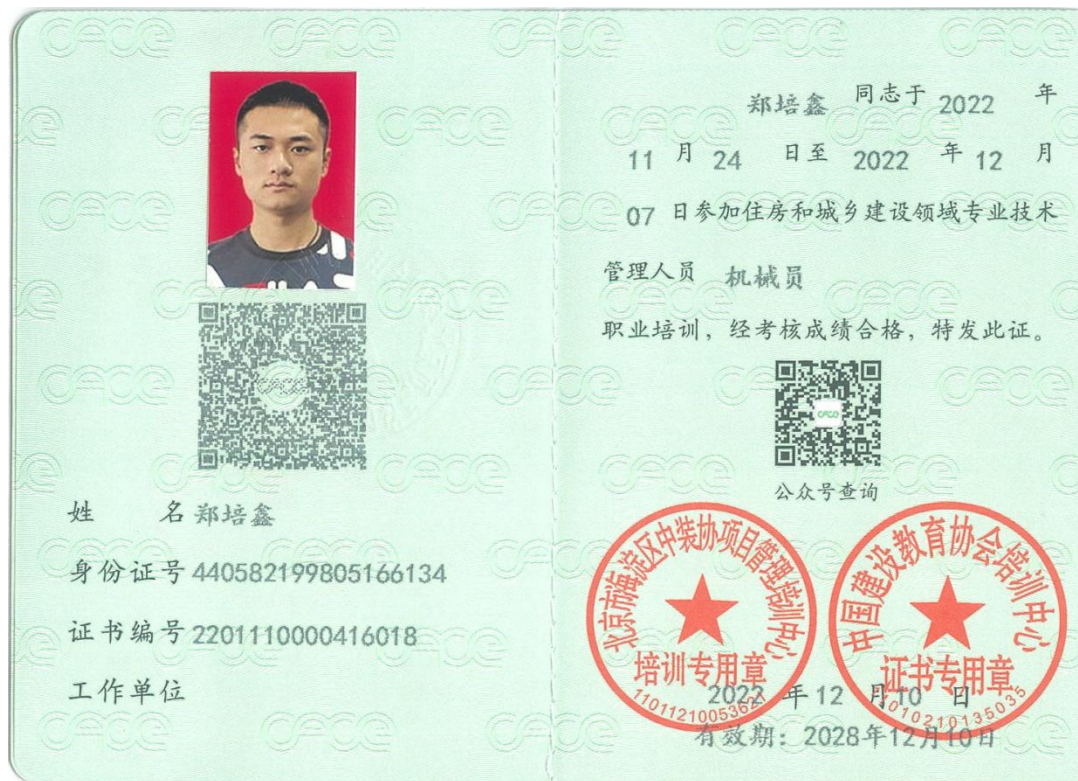 姓 名 郑培鑫
身份证号 440582199805166134
证书编号 2201110000416018
工作单位
郑培鑫 同志于 2022 年
11 月 24 日至 2022 年 12 月
07 日参加住房和城乡建设领域专业技术
管理人员 机械员
职业培训，经考核成绩合格，特发此证。
公众号查询
北京市海淀区中装协项目管理培训中心
培训专用章
中国建设教育协会培训中心
证书专用章
11010210135035
2022 年 12 月 10 日
有效期：2028年12月10日